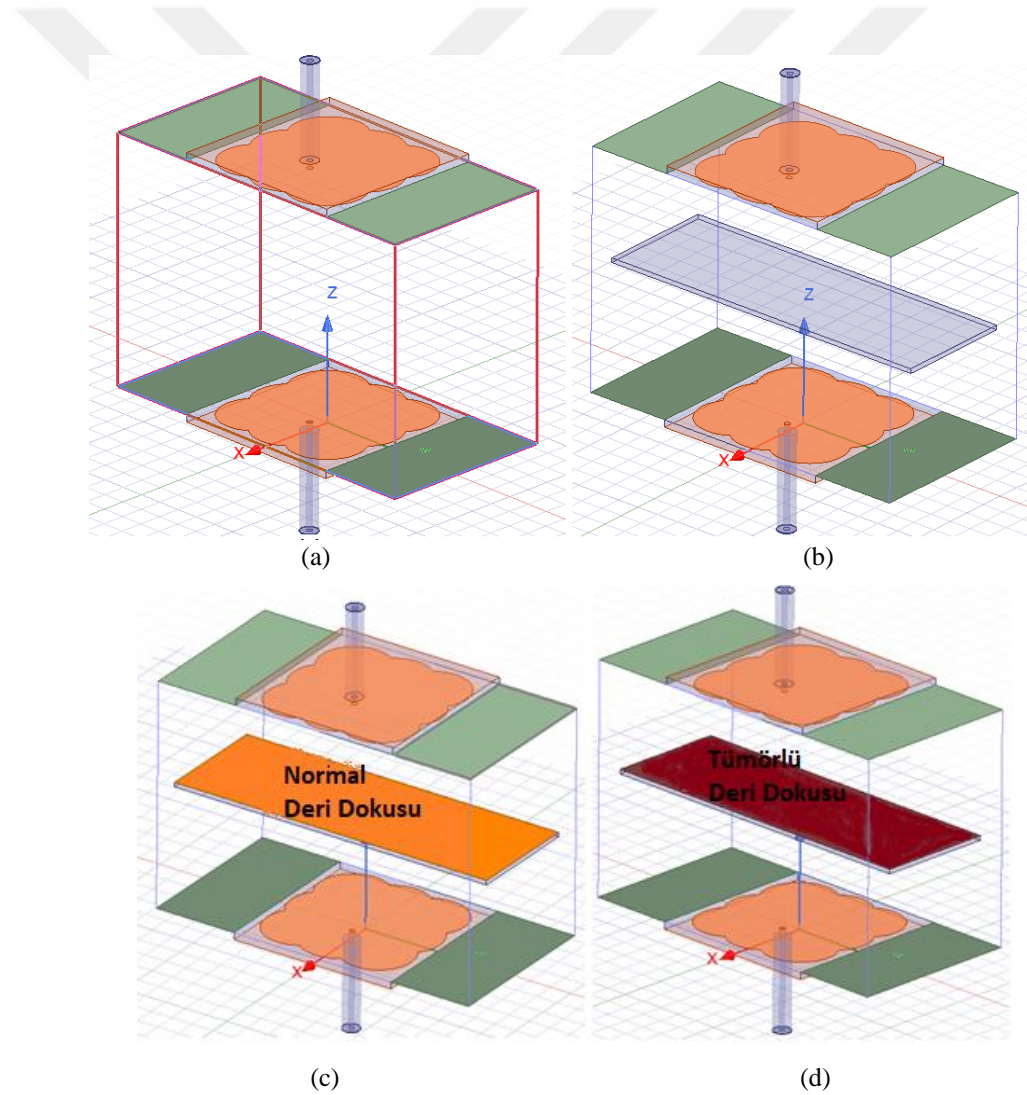 Z
X
(a)
Z
X
(b)
Normal
Deri Dokusu
X
(c)
Tümörlü
Deri Dokusu
X
(d)